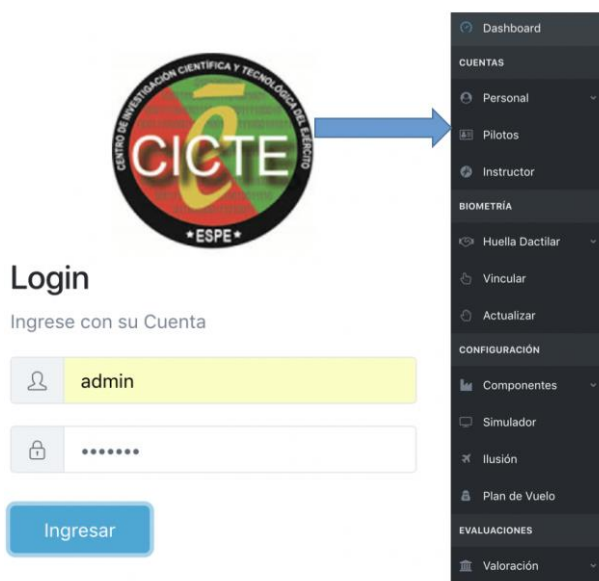 CENTRO DE INVESTIGACIÓN CIENTÍFICA Y TECNOLÓGICA DEL EJÉRCITO
CICTE
★ESPE★
Login
Ingrese con su Cuenta
admin
•••••••
Ingresar
Dashboard
CUENTAS
Personal
Pilotos
Instructor
BIOMETRÍA
Huella Dactilar
Vincular
Actualizar
CONFIGURACIÓN
Componentes
Simulador
Ilusión
Plan de Vuelo
EVALUACIONES
Valoración